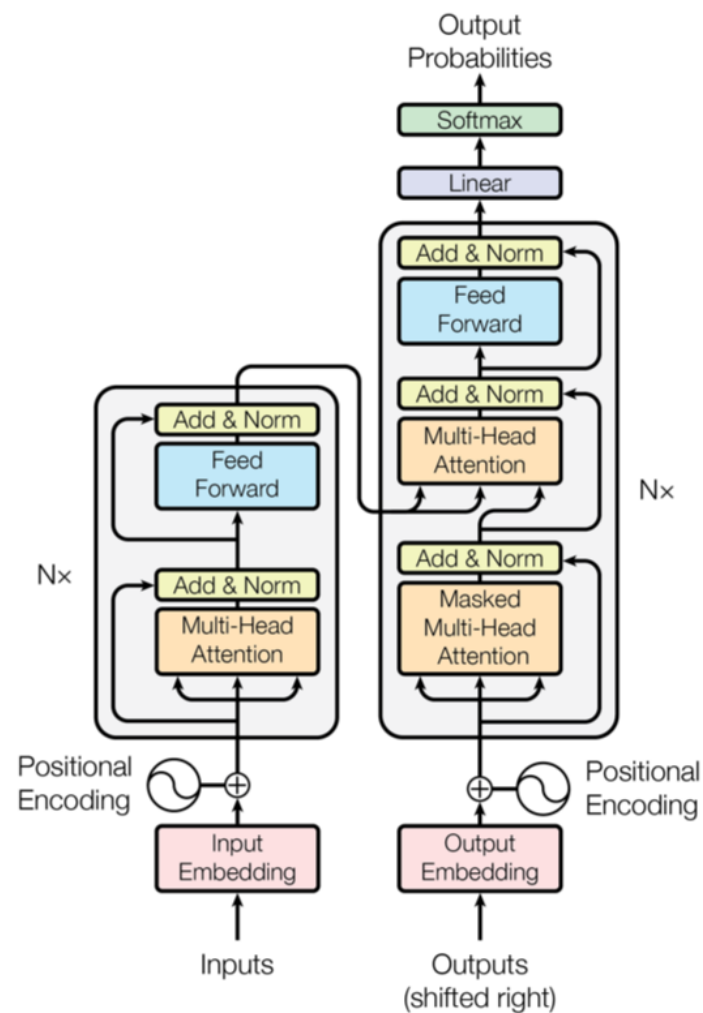 Output
Probabilities
Softmax
Linear
Add & Norm
Feed
Forward
Add & Norm
Multi-Head
Attention
Nx
Add & Norm
Masked
Multi-Head
Attention
Add & Norm
Feed
Forward
Nx
Add & Norm
Multi-Head
Attention
Positional
Encoding
Positional
Encoding
Input
Embedding
Output
Embedding
Inputs
Outputs
(shifted right)